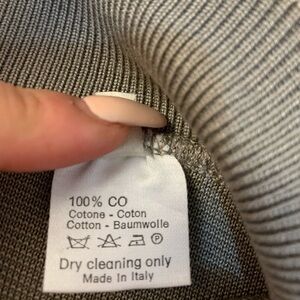 100% CO
Cotone - Coton
Cotton - Baumwolle
A P
Dry cleaning only
Made in Italy